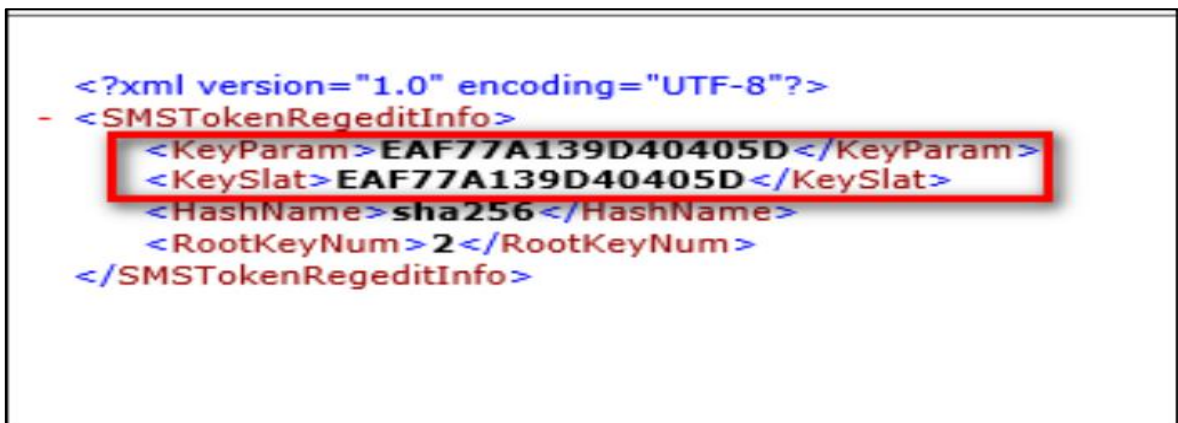 <?xml version="1.0" encoding="UTF-8"?>
- <SMSTokenRegeditInfo>
<KeyParam>EAF77A139D40405D</KeyParam>
<KeySlat>EAF77A139D40405D</KeySlat>
<HashName>sha256</HashName>
<RootKeyNum>2</RootKeyNum>
</SMSTokenRegeditInfo>